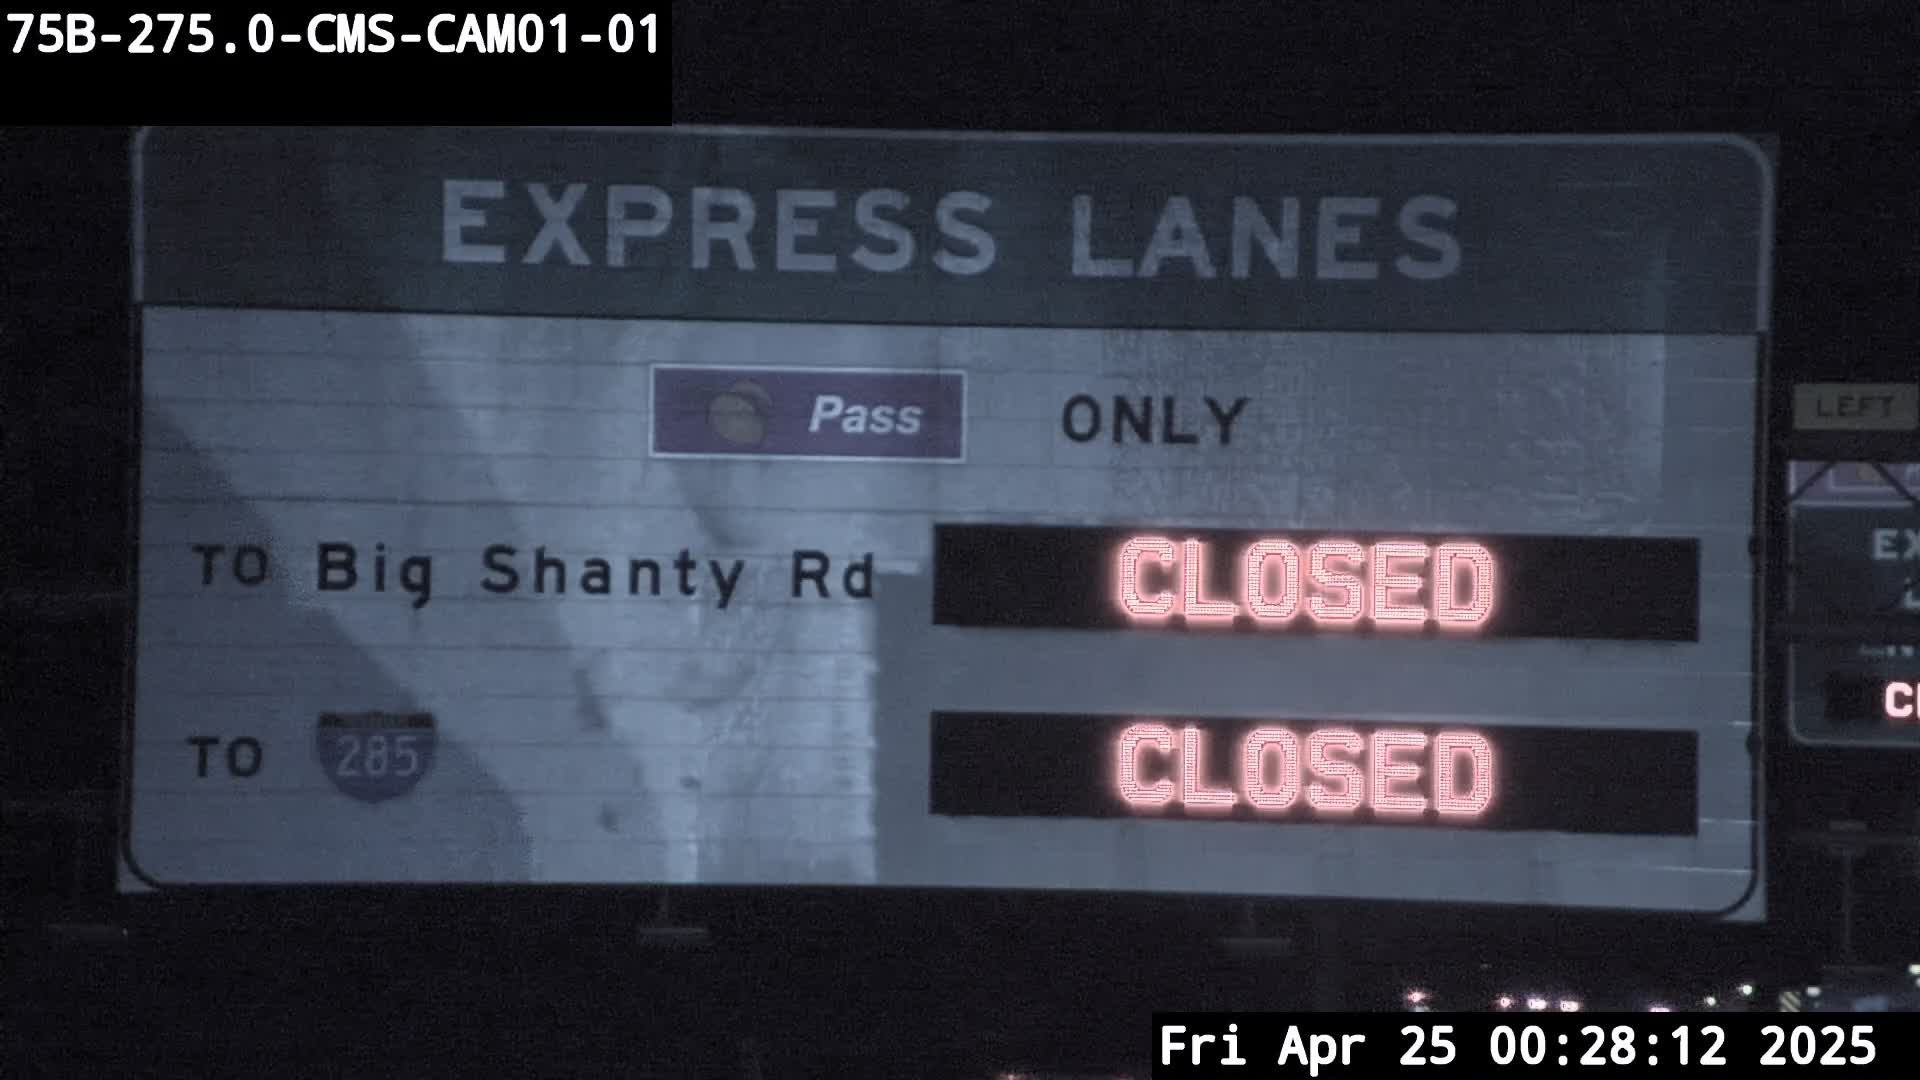 75B-275.0-CMS-CAM01-01
EXPRESS LANES
Pass ONLY
TO Big Shanty Rd CLOSED
TO 285 CLOSED
LEFT
Fri Apr 25 00:28:12 2025